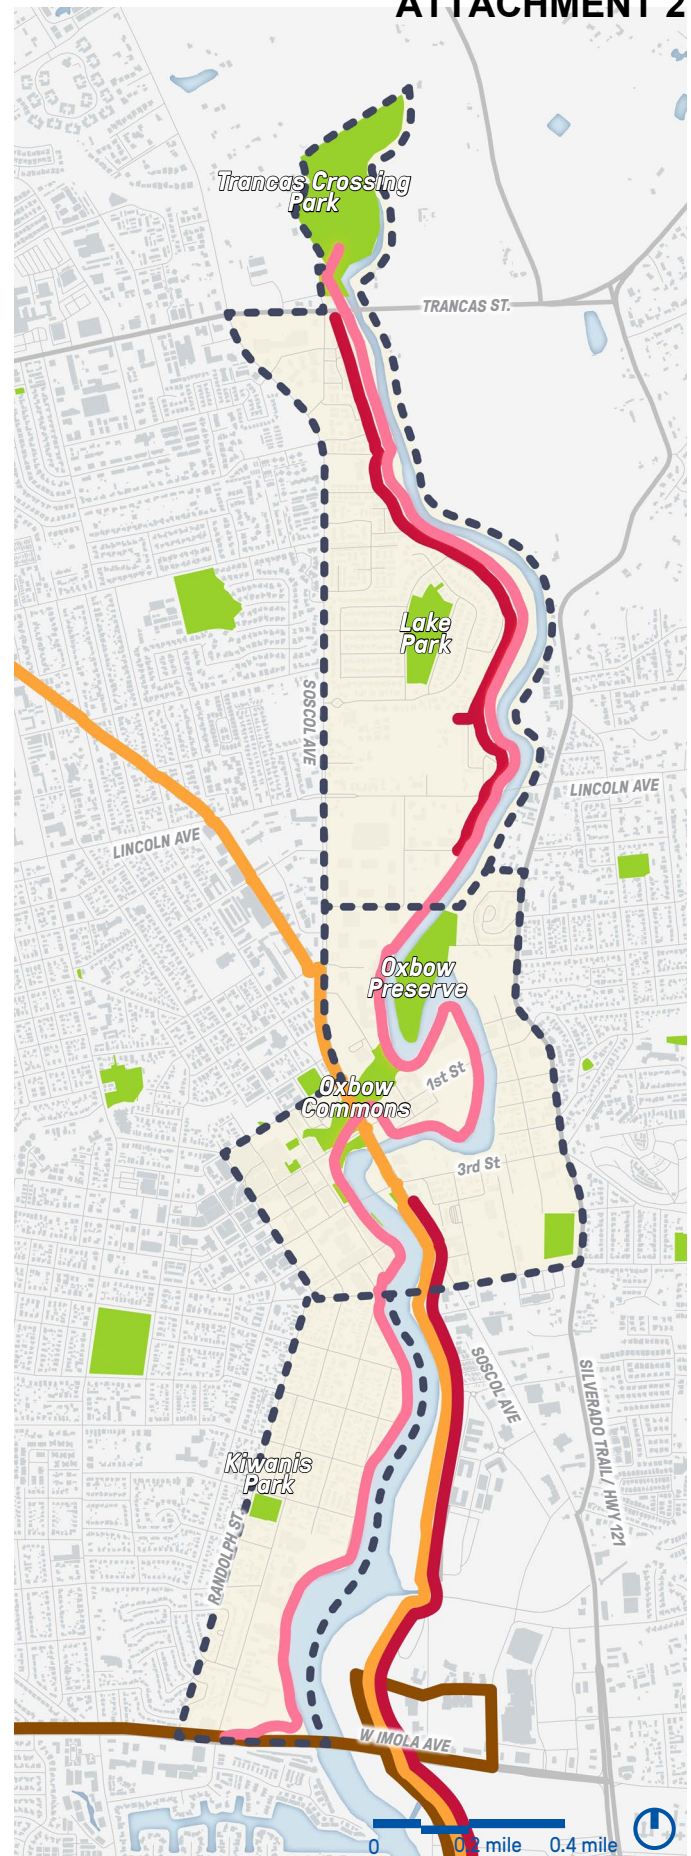 ATTACHMENT 2
Trancas Crossing
Park
TRANCAS ST.
Lake
Park
SOSCOL AVE
LINCOLN AVE
LINCOLN AVE
Oxbow
Preserve
1st St
Oxbow
Commons
3rd St
SOSCOL AVE
SILVERADO TRAIL / HWY 121
Kiwanis
Park
RANDOLPH ST.
W IMOLA AVE
0 0.2 mile 0.4 mile